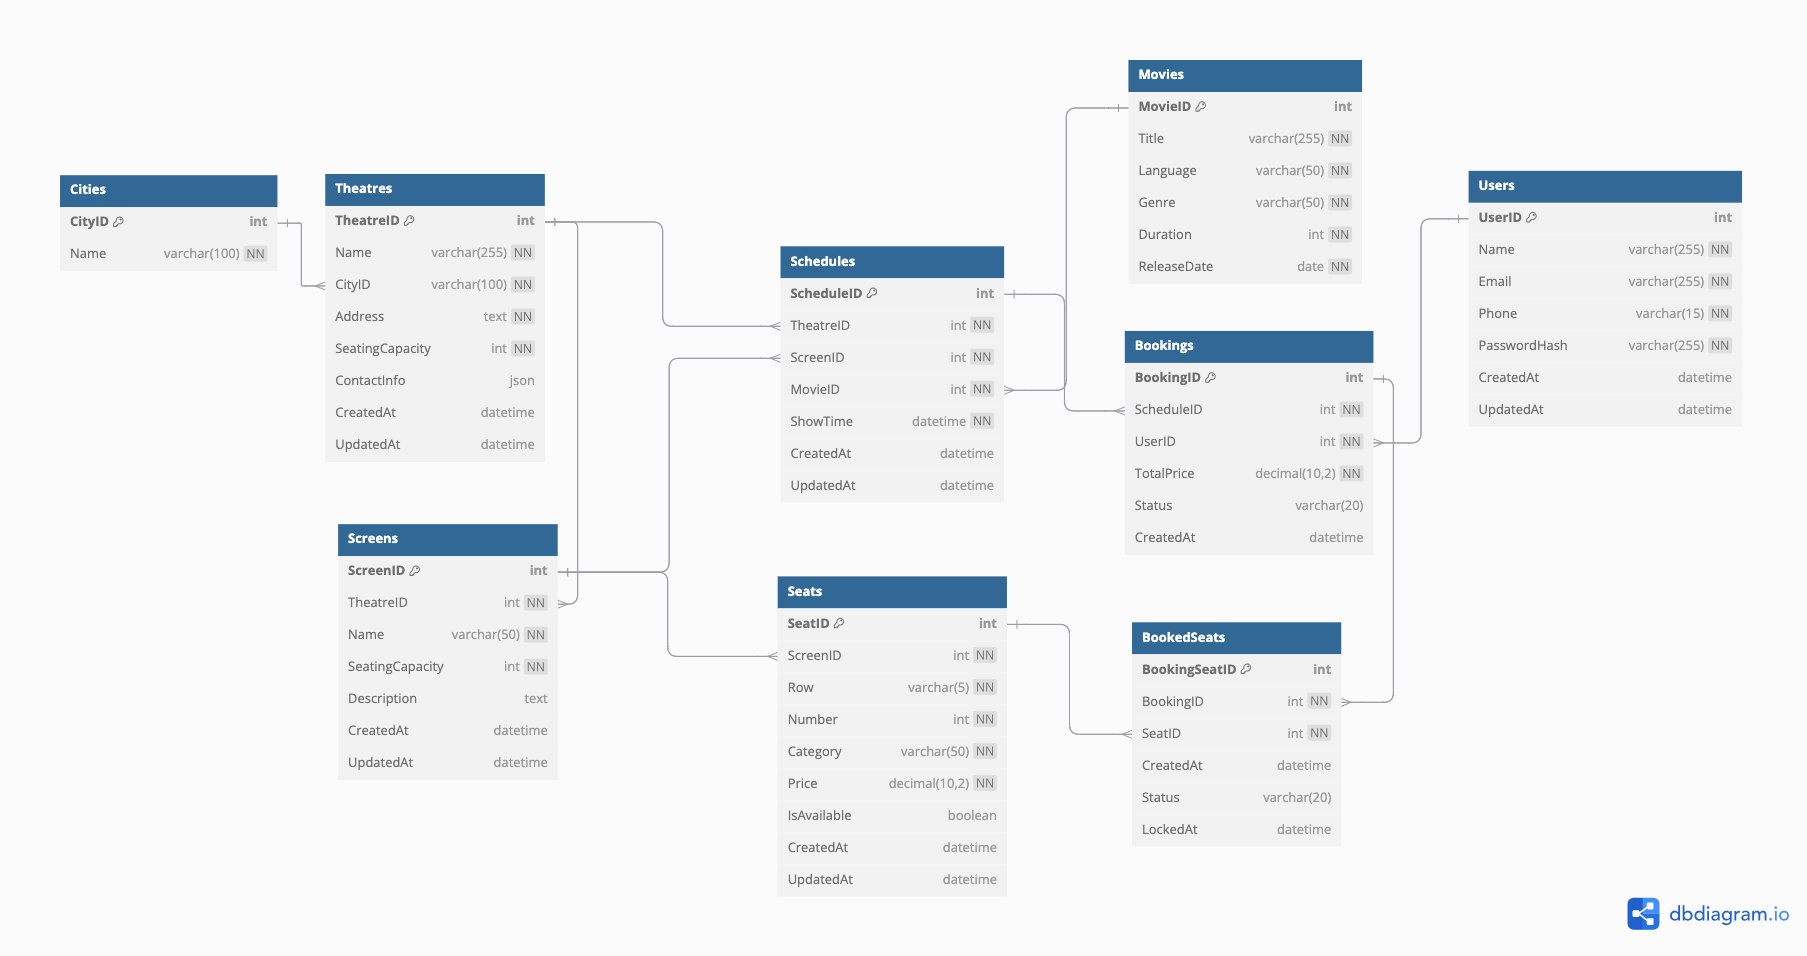 Cities
CityID int
Name varchar(100) NN
Theatres
TheatreID int
Name varchar(255) NN
CityID varchar(100) NN
Address text NN
SeatingCapacity int NN
ContactInfo json
CreatedAt datetime
UpdatedAt datetime
Screens
ScreenID int
TheatreID int NN
Name varchar(50) NN
SeatingCapacity int NN
Description text
CreatedAt datetime
UpdatedAt datetime
Schedules
ScheduleID int
TheatreID int NN
ScreenID int NN
MovieID int NN
ShowTime datetime NN
CreatedAt datetime
UpdatedAt datetime
Seats
SeatID int
ScreenID int NN
Row varchar(5) NN
Number int NN
Category varchar(50) NN
Price decimal(10,2) NN
IsAvailable boolean
CreatedAt datetime
UpdatedAt datetime
Movies
MovieID int
Title varchar(255) NN
Language varchar(50) NN
Genre varchar(50) NN
Duration int NN
ReleaseDate date NN
Bookings
BookingID int
ScheduleID int NN
UserID int NN
TotalPrice decimal(10,2) NN
Status varchar(20)
CreatedAt datetime
BookedSeats
BookingSeatID int
BookingID int NN
SeatID int NN
CreatedAt datetime
Status varchar(20)
LockedAt datetime
Users
UserID int
Name varchar(255) NN
Email varchar(255) NN
Phone varchar(15) NN
PasswordHash varchar(255) NN
CreatedAt datetime
UpdatedAt datetime
dbdiagram.io